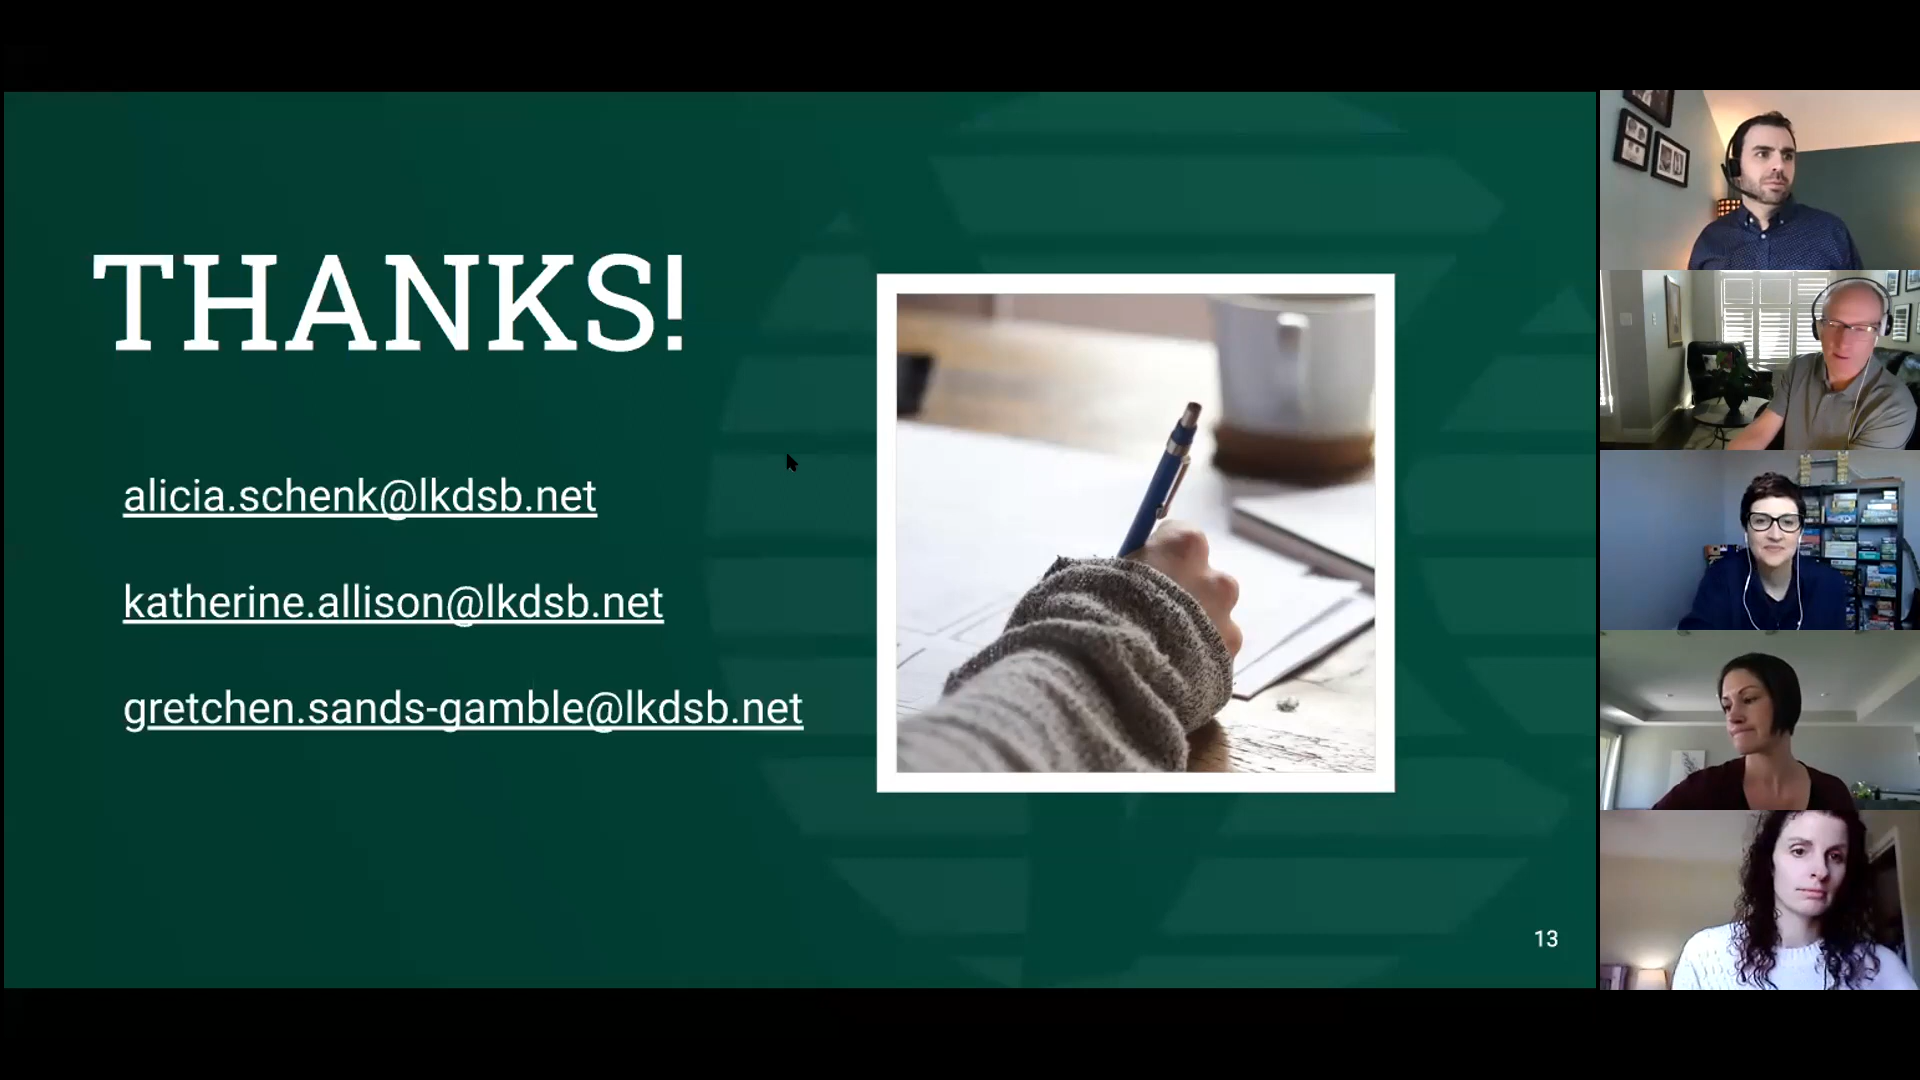 THANKS!
alicia.schenk@lkdsb.net
katherine.allison@lkdsb.net
gretchen.sands-gamble@lkdsb.net
13